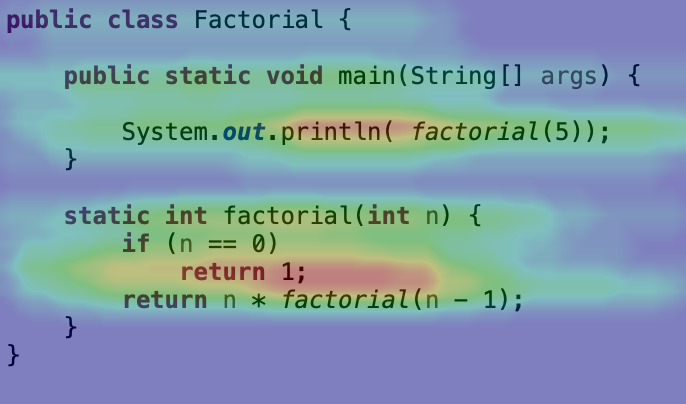 public class Factorial {
public static void main(String[] args) {
System.out.println( factorial(5));
}
static int factorial(int n) {
if (n == 0)
return 1;
return n * factorial(n - 1);
}
}